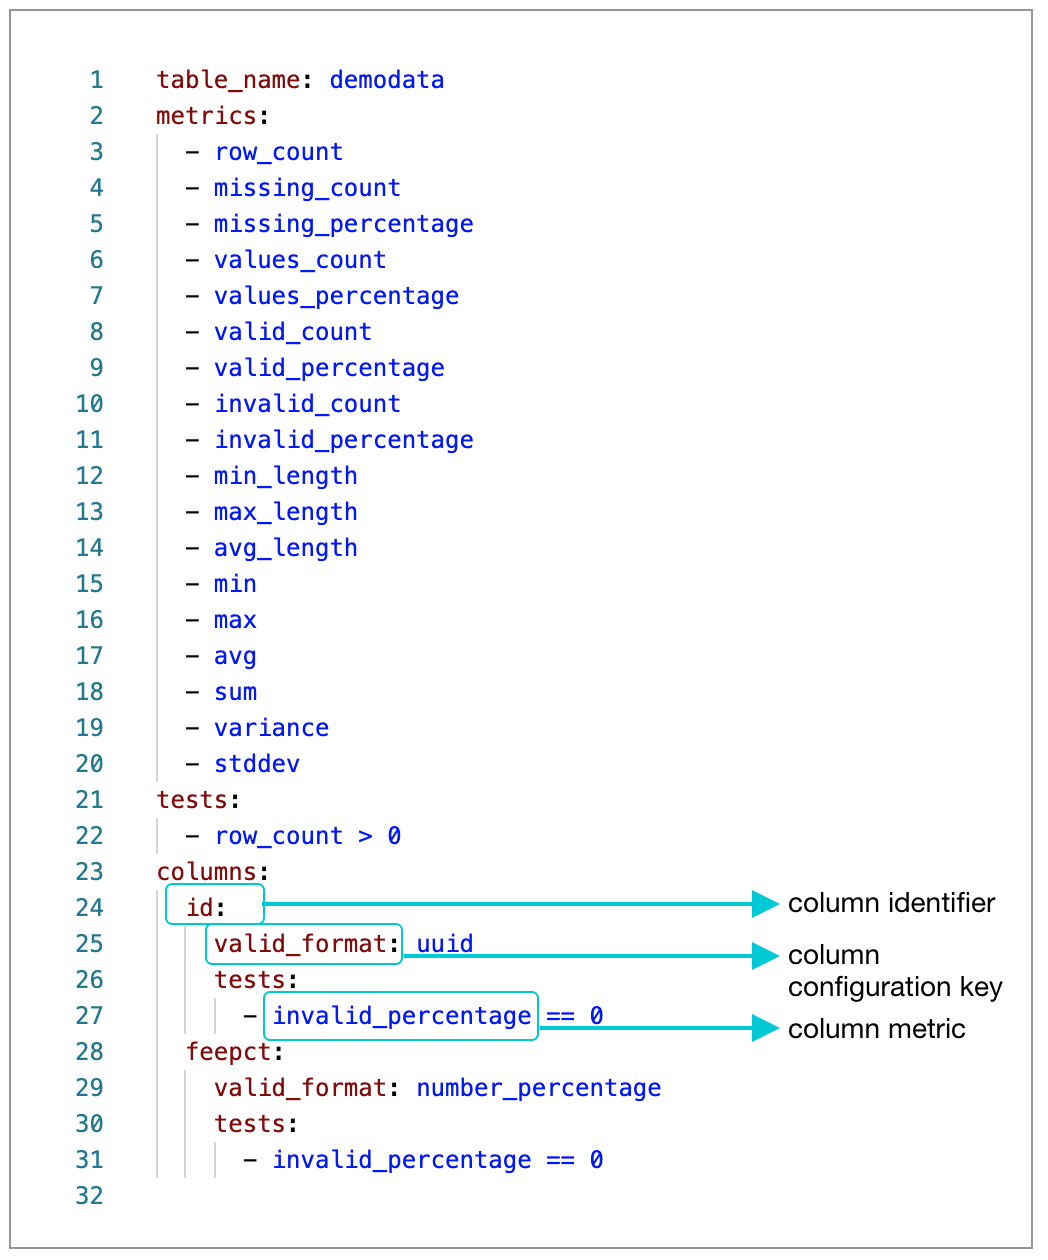 1 table_name: demodata
2 metrics:
3 - row_count
4 - missing_count
5 - missing_percentage
6 - values_count
7 - values_percentage
8 - valid_count
9 - valid_percentage
10 - invalid_count
11 - invalid_percentage
12 - min_length
13 - max_length
14 - avg_length
15 - min
16 - max
17 - avg
18 - sum
19 - variance
20 - stddev
21 tests:
22 - row_count > 0
23 columns:
24 id:
column identifier
25 valid_format: uuid
column
configuration key
26 tests:
27 - invalid_percentage == 0
column metric
28 feepct:
29 valid_format: number_percentage
30 tests:
31 - invalid_percentage == 0
32